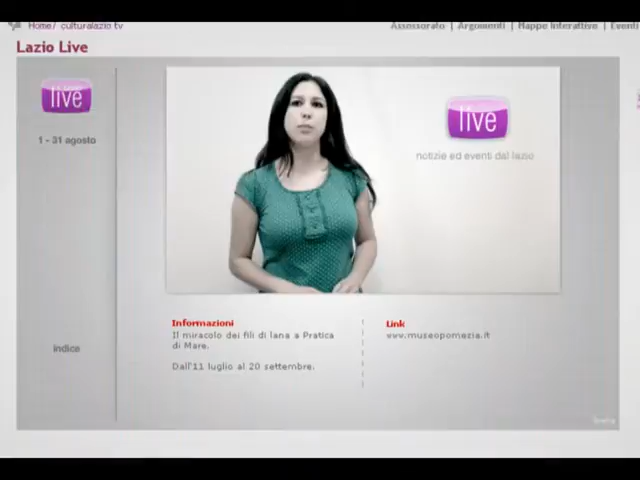 Home/ culturalazio.tv
Assessorato | Argomenti | Mappe Interattive | Eventi
Lazio Live
live
1 - 31 agosto
live
notizie ed eventi dal lazio
Informazioni
Il miracolo dei fili di lana a Pratica
di Mare.
Dall'11 luglio al 20 settembre.
Link
www.museopomezia.it
indice